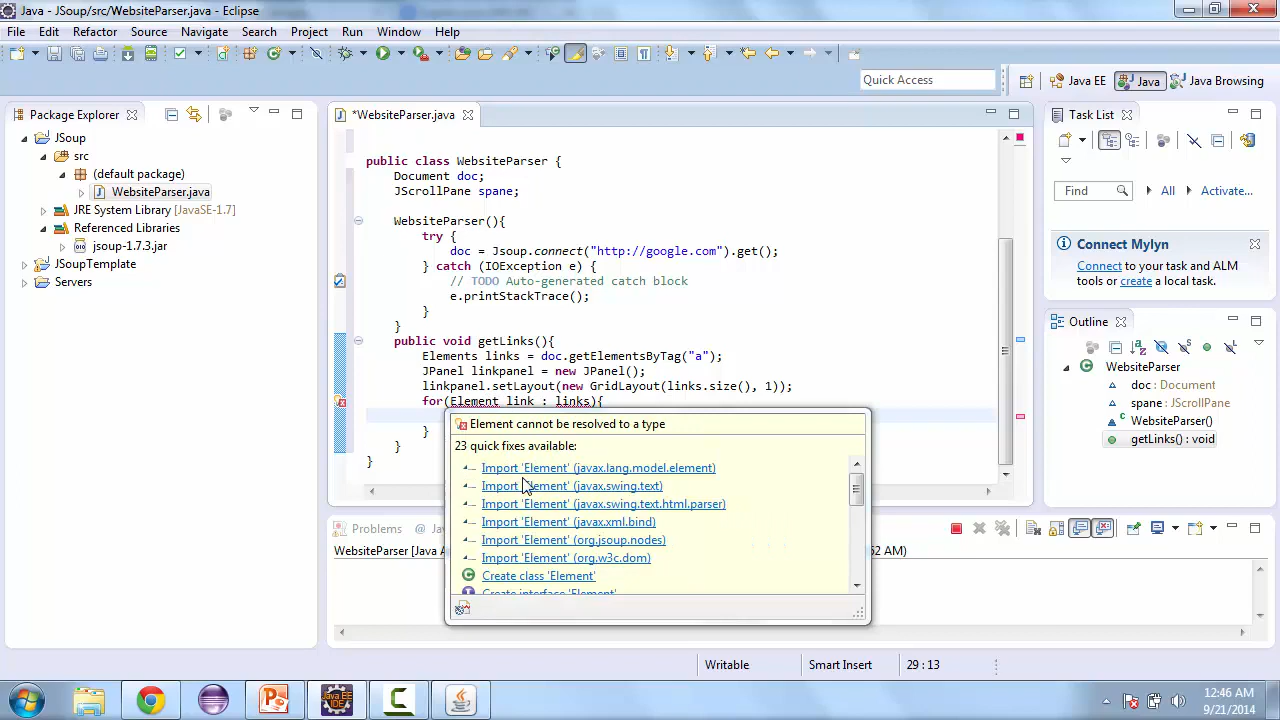 Java - JSoup/src/WebsiteParser.java - Eclipse
File Edit Refactor Source Navigate Search Project Run Window Help
Quick Access
Java EE Java Java Browsing
Package Explorer
JSoup
src
(default package)
WebsiteParser.java
JRE System Library [JavaSE-1.7]
Referenced Libraries
jsoup-1.7.3.jar
JSoupTemplate
Servers
*WebsiteParser.java
public class WebsiteParser {
Document doc;
JScrollPane spane;
WebsiteParser(){
try {
doc = Jsoup.connect("http://google.com").get();
} catch (IOException e) {
// TODO Auto-generated catch block
e.printStackTrace();
}
}
public void getLinks(){
Elements links = doc.getElementsByTag("a");
JPanel linkpanel = new JPanel();
linkpanel.setLayout(new GridLayout(links.size(), 1));
for(Element link : links){
}
}
}
Element cannot be resolved to a type
23 quick fixes available:
Import 'Element' (javax.lang.model.element)
Import 'Element' (javax.swing.text)
Import 'Element' (javax.swing.text.html.parser)
Import 'Element' (javax.xml.bind)
Import 'Element' (org.jsoup.nodes)
Import 'Element' (org.w3c.dom)
Create class 'Element'
Create interface 'Element'
Task List
Find All Activate...
Connect Mylyn
Connect to your task and ALM
tools or create a local task.
Outline
WebsiteParser
doc : Document
spane : JScrollPane
WebsiteParser()
getLinks() : void
Problems
WebsiteParser [Java A
52 AM)
Writable Smart Insert 29 : 13
Java EE
IDE
12:46 AM
9/21/2014